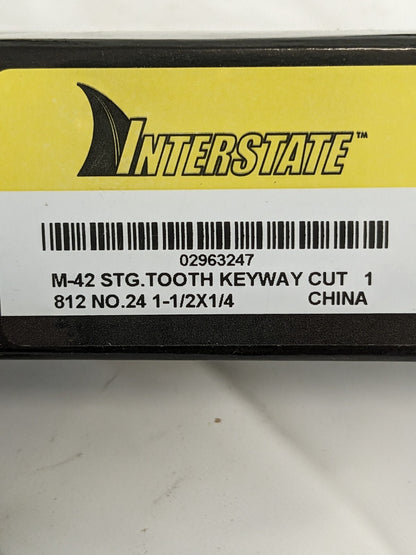 INTERSTATE™
02963247
M-42 STG.TOOTH KEYWAY CUT 1
812 NO.24 1-1/2X1/4 CHINA